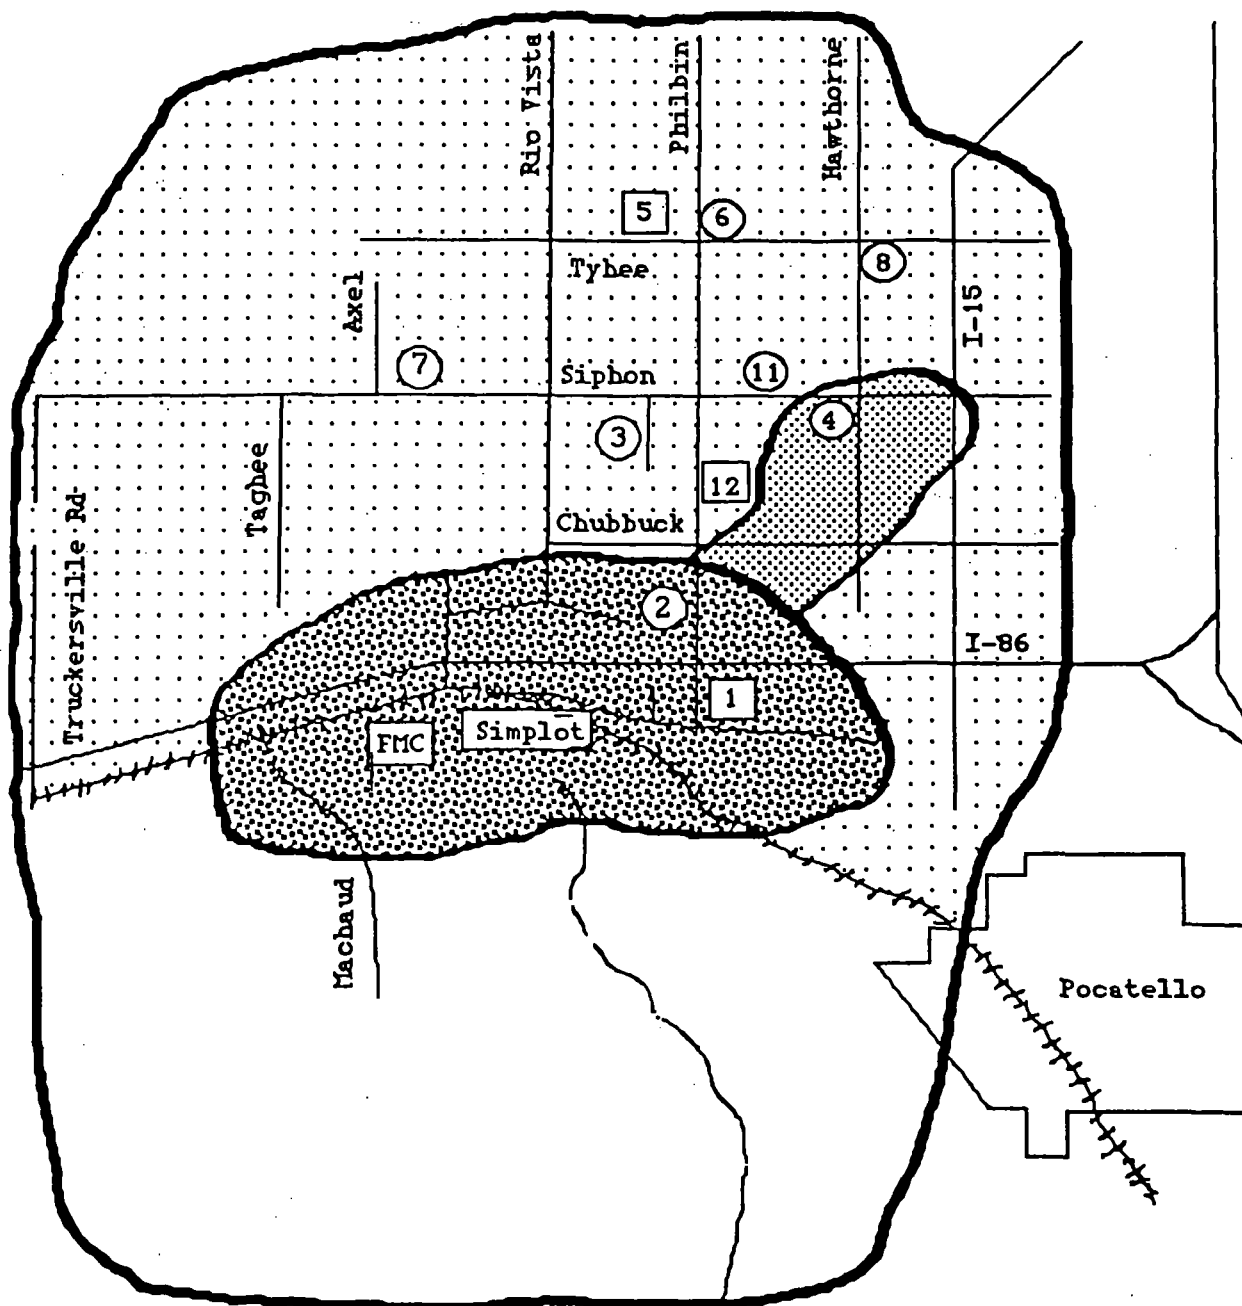 Rio Vista
Philbin
Hawthorne
5
6
Tyhee
8
Axel
I-15
7
Siphon
11
3
4
Taghee
12
Truckersville Rd
Chubbuck
2
I-86
1
FMC
Simplot
Machaud
Pocatello